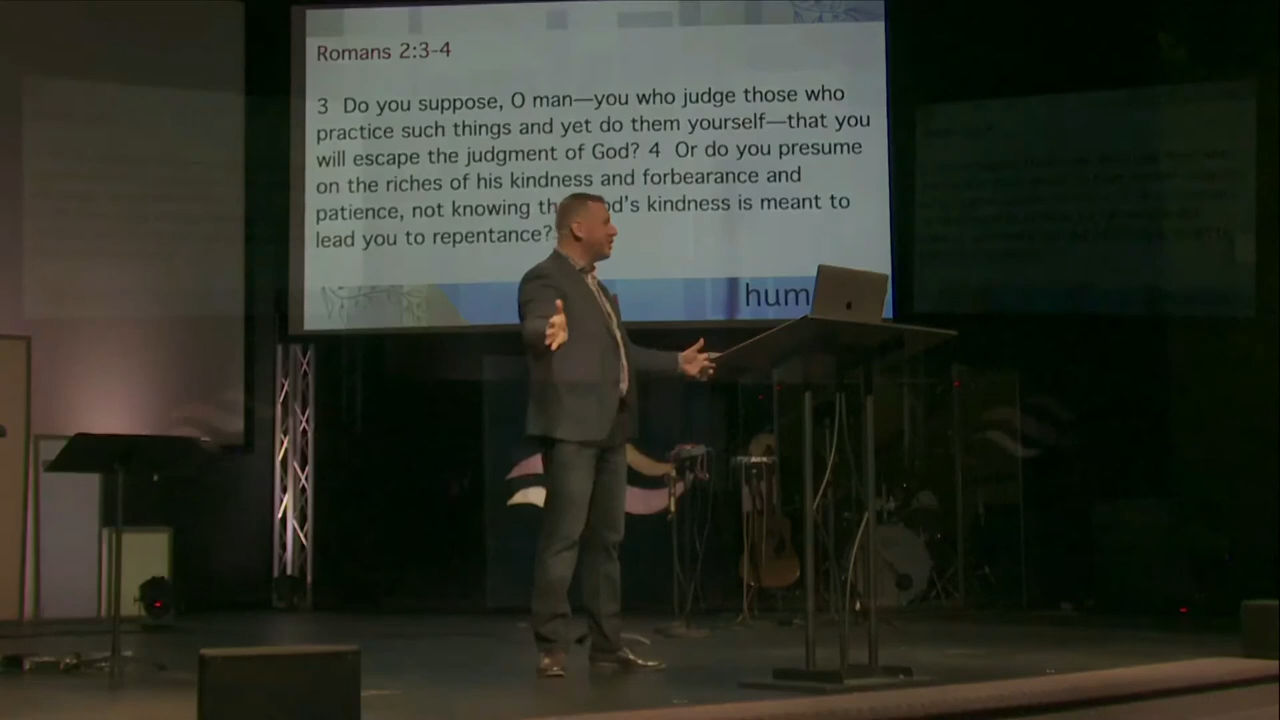 Romans 2:3-4
3 Do you suppose, O man—you who judge those who
practice such things and yet do them yourself—that you
will escape the judgment of God? 4 Or do you presume
on the riches of his kindness and forbearance and
patience, not knowing th od's kindness is meant to
lead you to repentance?
hum